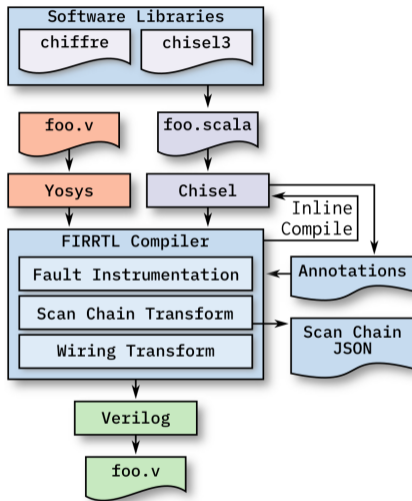 Software Libraries
chiffre
chisel3
foo.v
foo.scala
Yosys
Chisel
Inline
Compile
FIRRTL Compiler
Fault Instrumentation
Annotations
Scan Chain Transform
Scan Chain
JSON
Wiring Transform
Verilog
foo.v